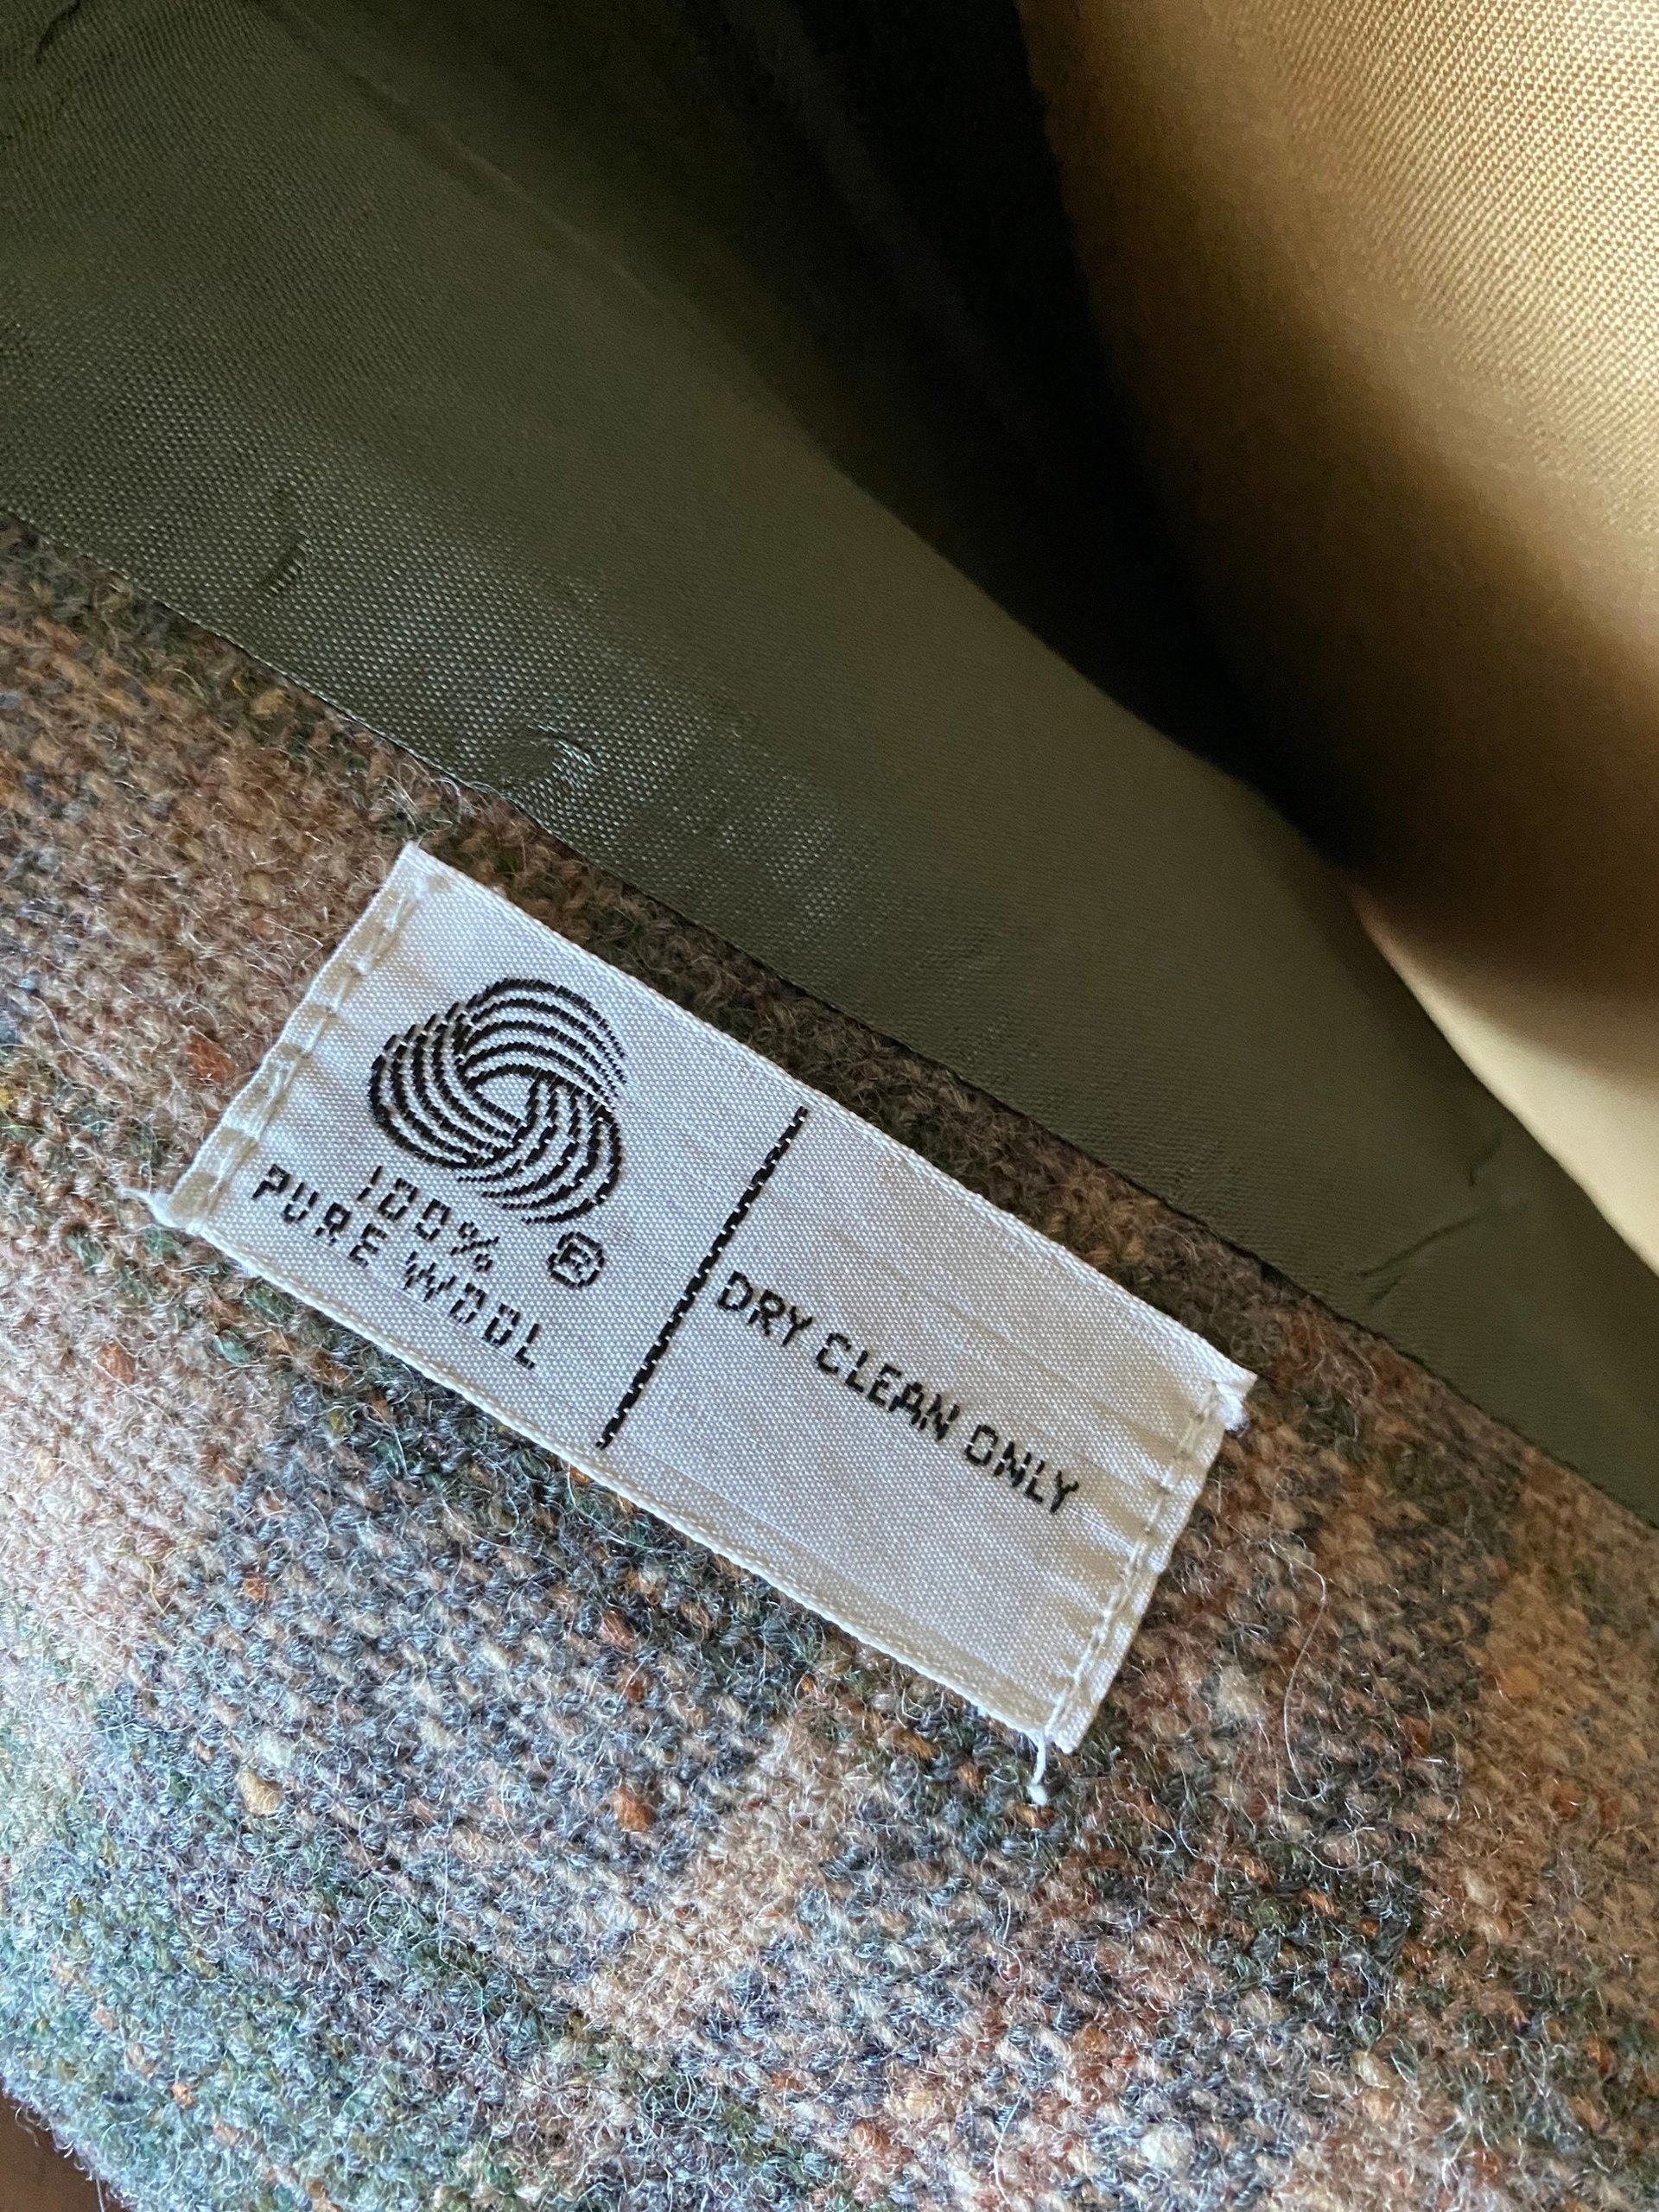 100%
PURE WOOL
®
DRY CLEAN ONLY